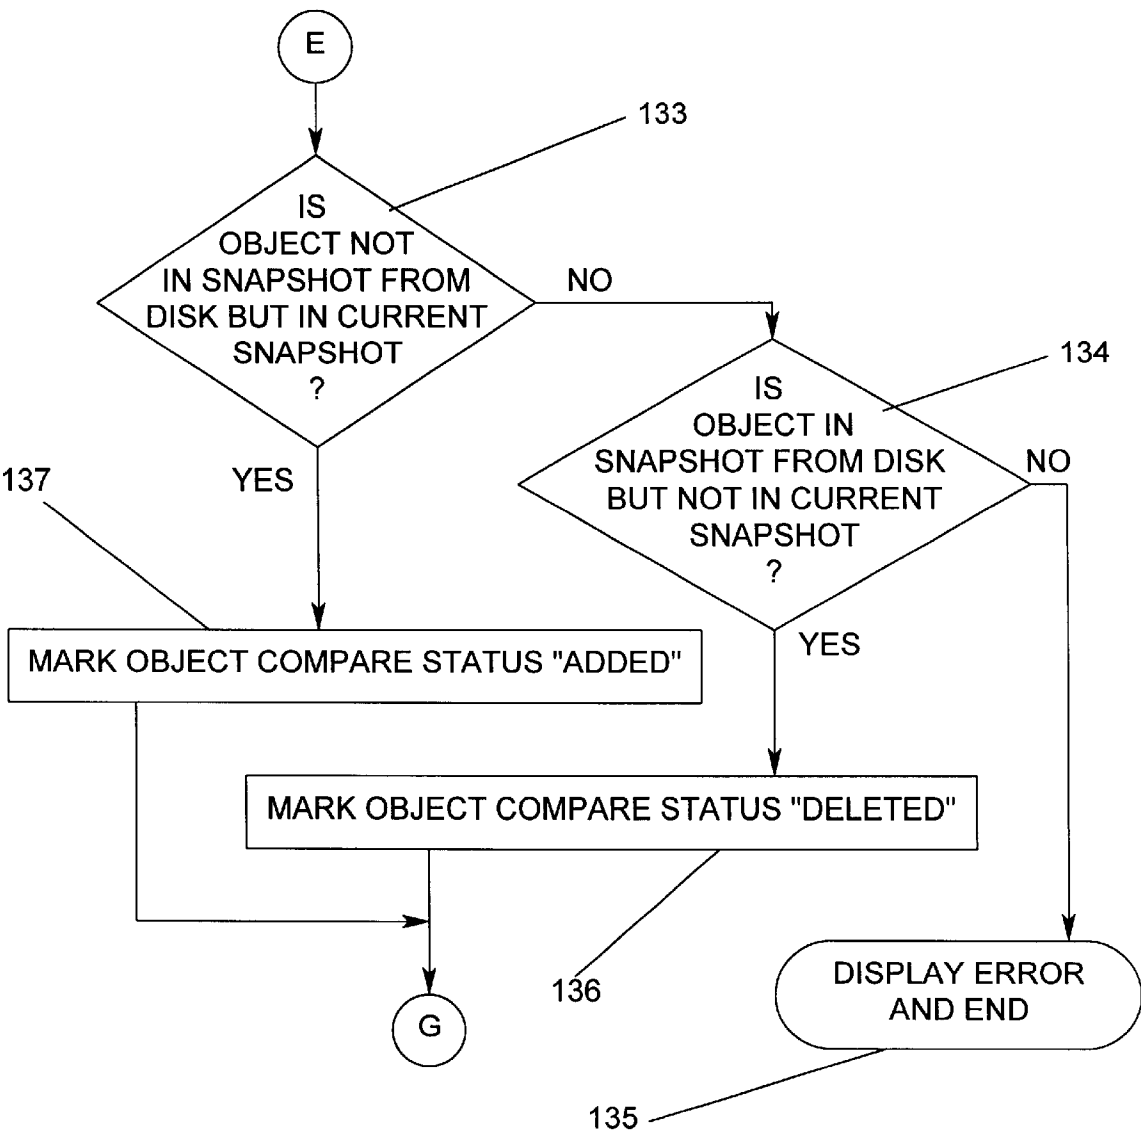 E
133
IS
OBJECT NOT
IN SNAPSHOT FROM
DISK BUT IN CURRENT
SNAPSHOT
?
NO
134
IS
OBJECT IN
SNAPSHOT FROM DISK
BUT NOT IN CURRENT
SNAPSHOT
?
NO
YES
137
YES
MARK OBJECT COMPARE STATUS "ADDED"
MARK OBJECT COMPARE STATUS "DELETED"
136
DISPLAY ERROR
AND END
G
135